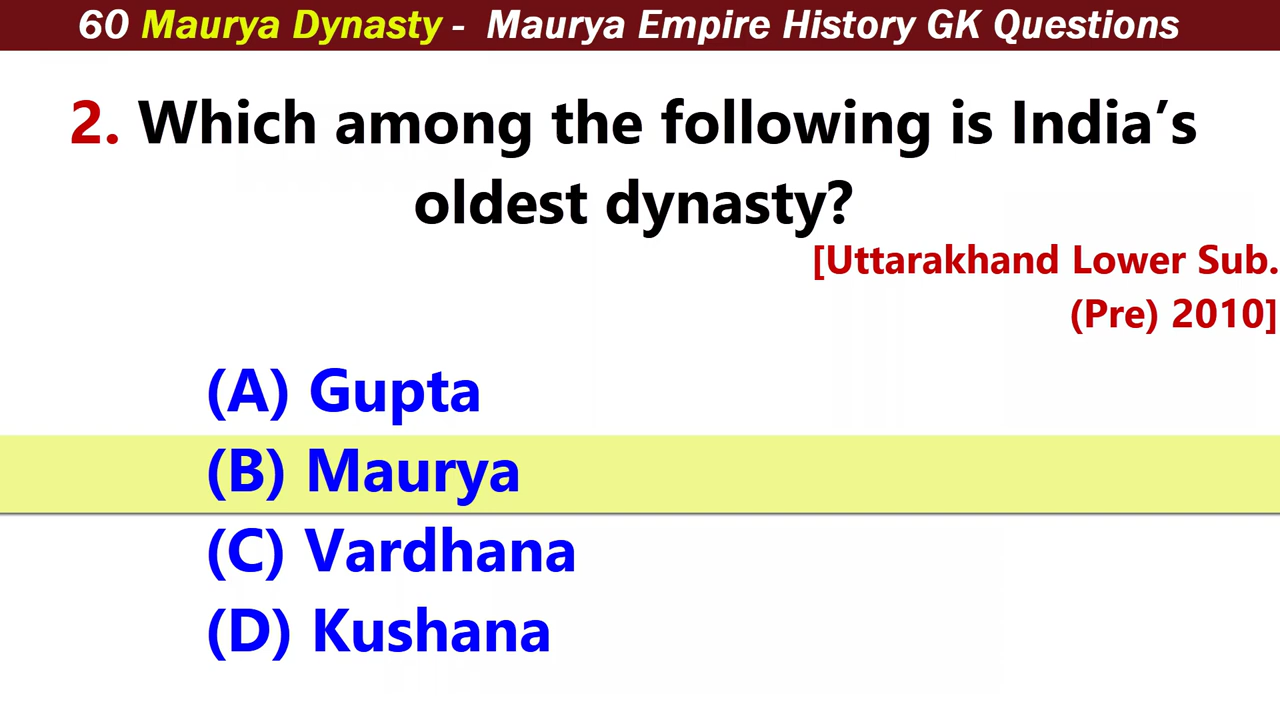 60 Maurya Dynasty - Maurya Empire History GK Questions
2. Which among the following is India’s
oldest dynasty?
[Uttarakhand Lower Sub.
(Pre) 2010]
(A) Gupta
(B) Maurya
(C) Vardhana
(D) Kushana